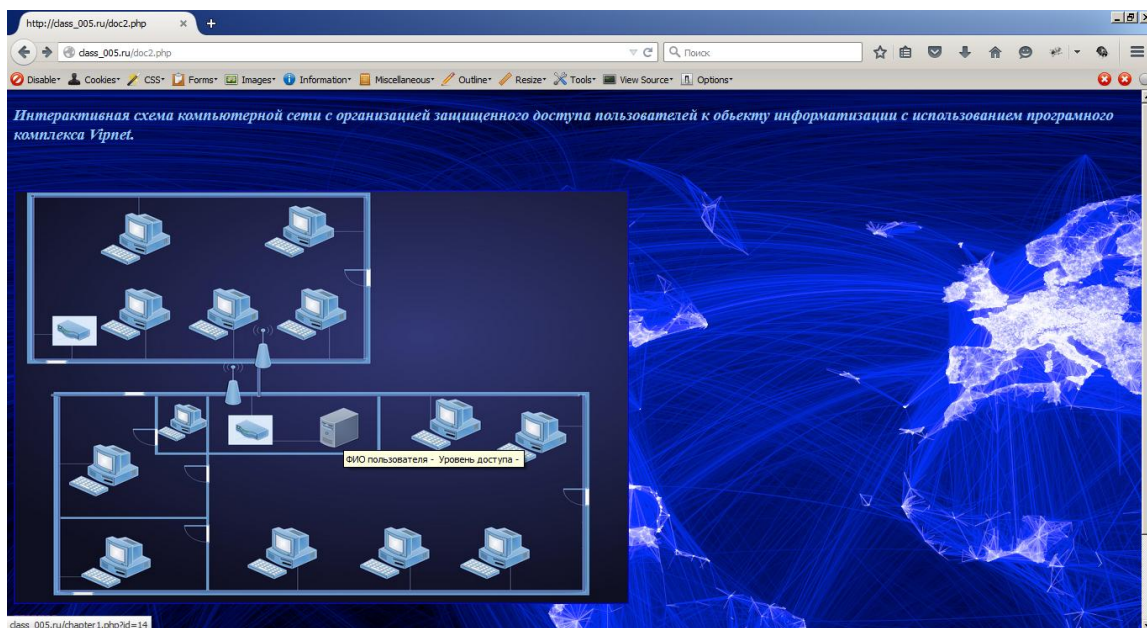 http://class_005.ru/doc2.php
class_005.ru/doc2.php
Поиск
Disable Cookies CSS Forms Images Information Miscellaneous Outline Resize Tools View Source Options
Интерактивная схема компьютерной сети с организацией защищенного доступа пользователей к объекту информатизации с использованием програмного
комплекса Vipnet.
ФИО пользователя - Уровень доступа -
class_005.ru/chapter1.php?id=14